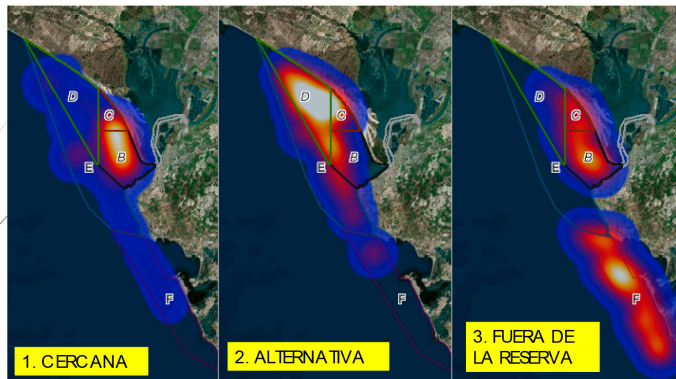 D
C
B
E
F
1. CERCANA
D
C
B
E
F
2. ALTERNATIVA
D
C
B
E
F
3. FUERA DE
LA RESERVA